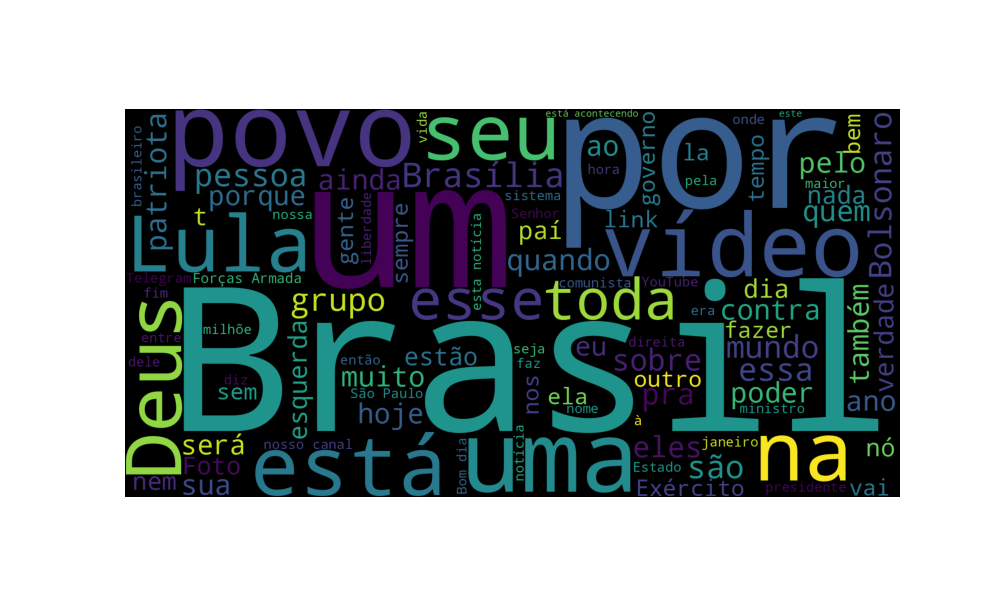 está acontecendo
este
povo
seu
por
vida
brasileiro
patriota
ao
governo
la
onde
tempo
bem
Bolsonaro
pessoa
ainda
Brasília
hora
pela
pelo
maior
nada
quem
porque
t
nossa
gente
liberdade
sempre
um
sistema
Senhor
esta notícia
país
link
vídeo
Lula
quando
Telegram
Forças Armada
fim
comunista
YouTube
grupo
esse
toda
era
dia
contra
fazer
também
verdade
Deus
milhõe
esquerda
Brasil
entre
dele
diz
sem
então
estão
muito
São Paulo
hoje
seja
faz
eu
nos
ela
nome
sobre
direita
outro
pra
à
mundo
essa
poder
ministro
ano
será
nosso canal
Foto
nem
sua
está
Bom dia
uma
notícia
eles
Estado
janeiro
são
na
nó
Exército
presidente
vai